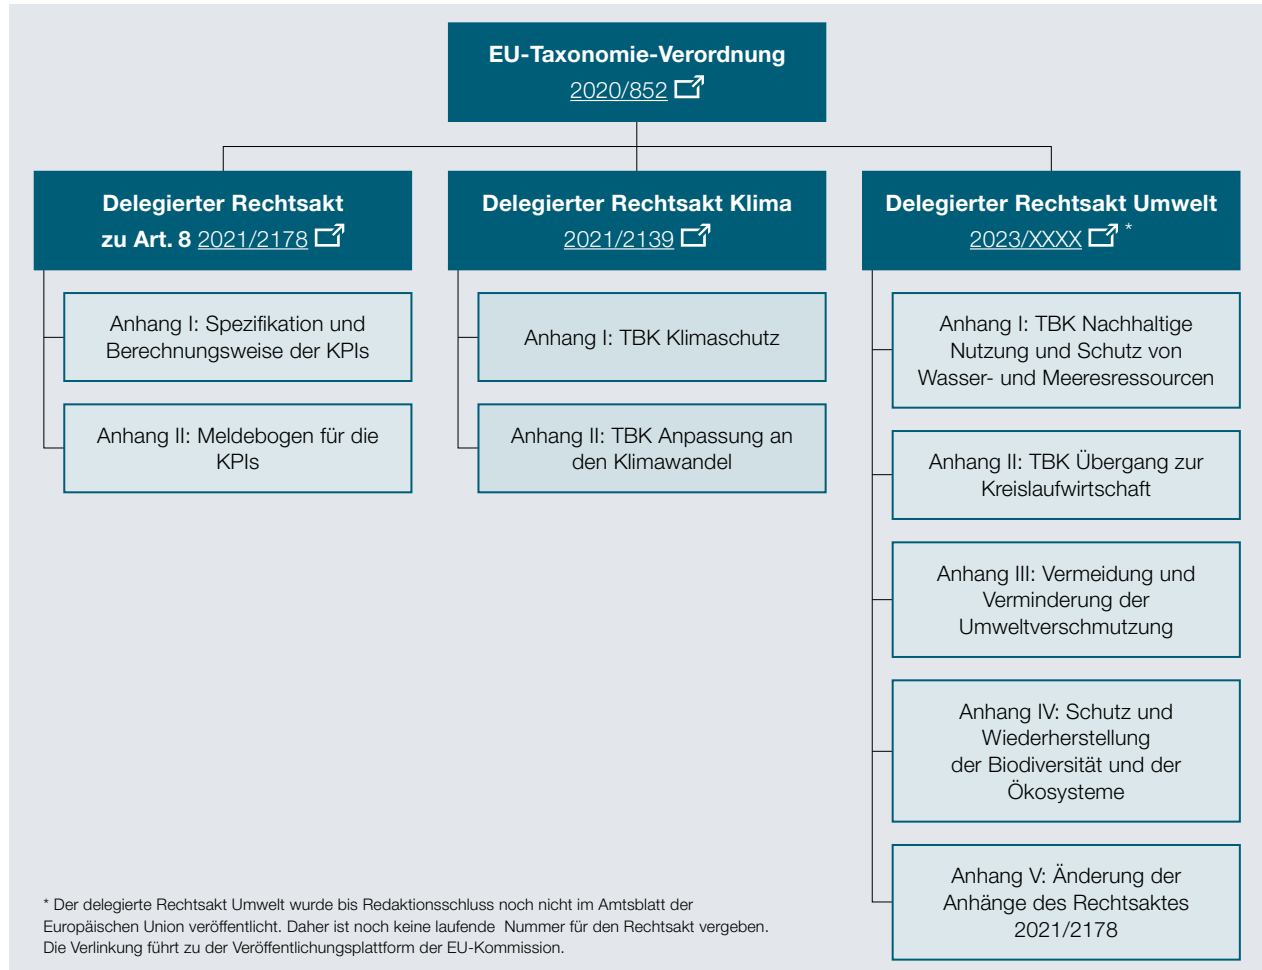 EU-Taxonomie-Verordnung
2020/852
Delegierter Rechtsakt
zu Art. 8 2021/2178
Anhang I: Spezifikation und
Berechnungsweise der KPIs
Anhang II: Meldebogen für die
KPIs
Delegierter Rechtsakt Klima
2021/2139
Anhang I: TBK Klimaschutz
Anhang II: TBK Anpassung an
den Klimawandel
Delegierter Rechtsakt Umwelt
2023/XXXX *
Anhang I: TBK Nachhaltige
Nutzung und Schutz von
Wasser- und Meeresressourcen
Anhang II: TBK Übergang zur
Kreislaufwirtschaft
Anhang III: Vermeidung und
Verminderung der
Umweltverschmutzung
Anhang IV: Schutz und
Wiederherstellung
der Biodiversität und der
Ökosysteme
Anhang V: Änderung der
Anhänge des Rechtsaktes
2021/2178
* Der delegierte Rechtsakt Umwelt wurde bis Redaktionsschluss noch nicht im Amtsblatt der
Europäischen Union veröffentlicht. Daher ist noch keine laufende Nummer für den Rechtsakt vergeben.
Die Verlinkung führt zu der Veröffentlichungsplattform der EU-Kommission.